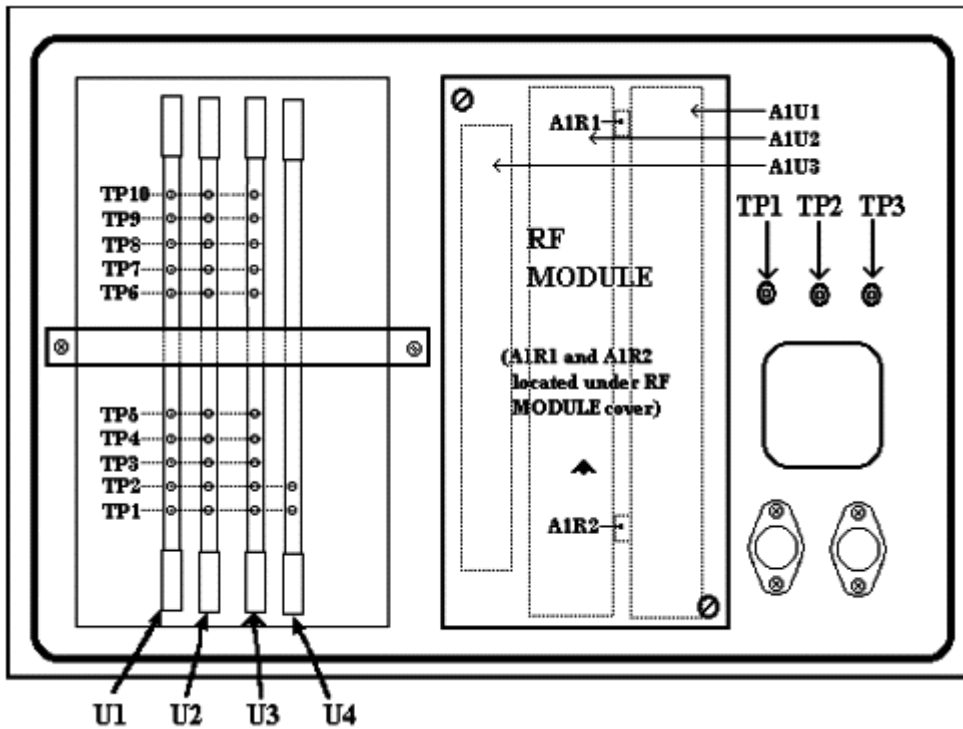 TP10
TP9
TP8
TP7
TP6
TP5
TP4
TP3
TP2
TP1
U1
U2
U3
U4
A1R1
A1U1
A1U2
A1U3
RF
MODULE
(A1R1 and A1R2
located under RF
MODULE cover)
A1R2
TP1 TP2 TP3